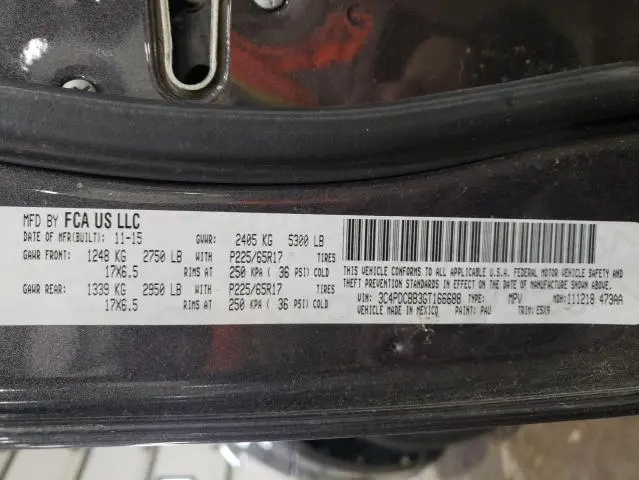 MFD BY FCA US LLC
DATE OF MFR(BUILT): 11-15 GVWR: 2405 KG 5300 LB
GAWR FRONT: 1248 KG 2750 LB WITH P225/65R17 TIRES
17X6.5 RIMS AT 250 KPA ( 36 PSI) COLD
GAWR REAR: 1339 KG 2950 LB WITH P225/65R17 TIRES
17X6.5 RIMS AT 250 KPA ( 36 PSI) COLD
THIS VEHICLE CONFORMS TO ALL APPLICABLE U.S.A. FEDERAL MOTOR VEHICLE SAFETY AND
THEFT PREVENTION STANDARDS IN EFFECT ON THE DATE OF MANUFACTURE SHOWN ABOVE.
VIN: 3C4PDCBB3GT166688 TYPE: MPV MDH: 111218 473AA
VEHICLE MADE IN MEXICO PAINT: PAU TRIM: E5X9